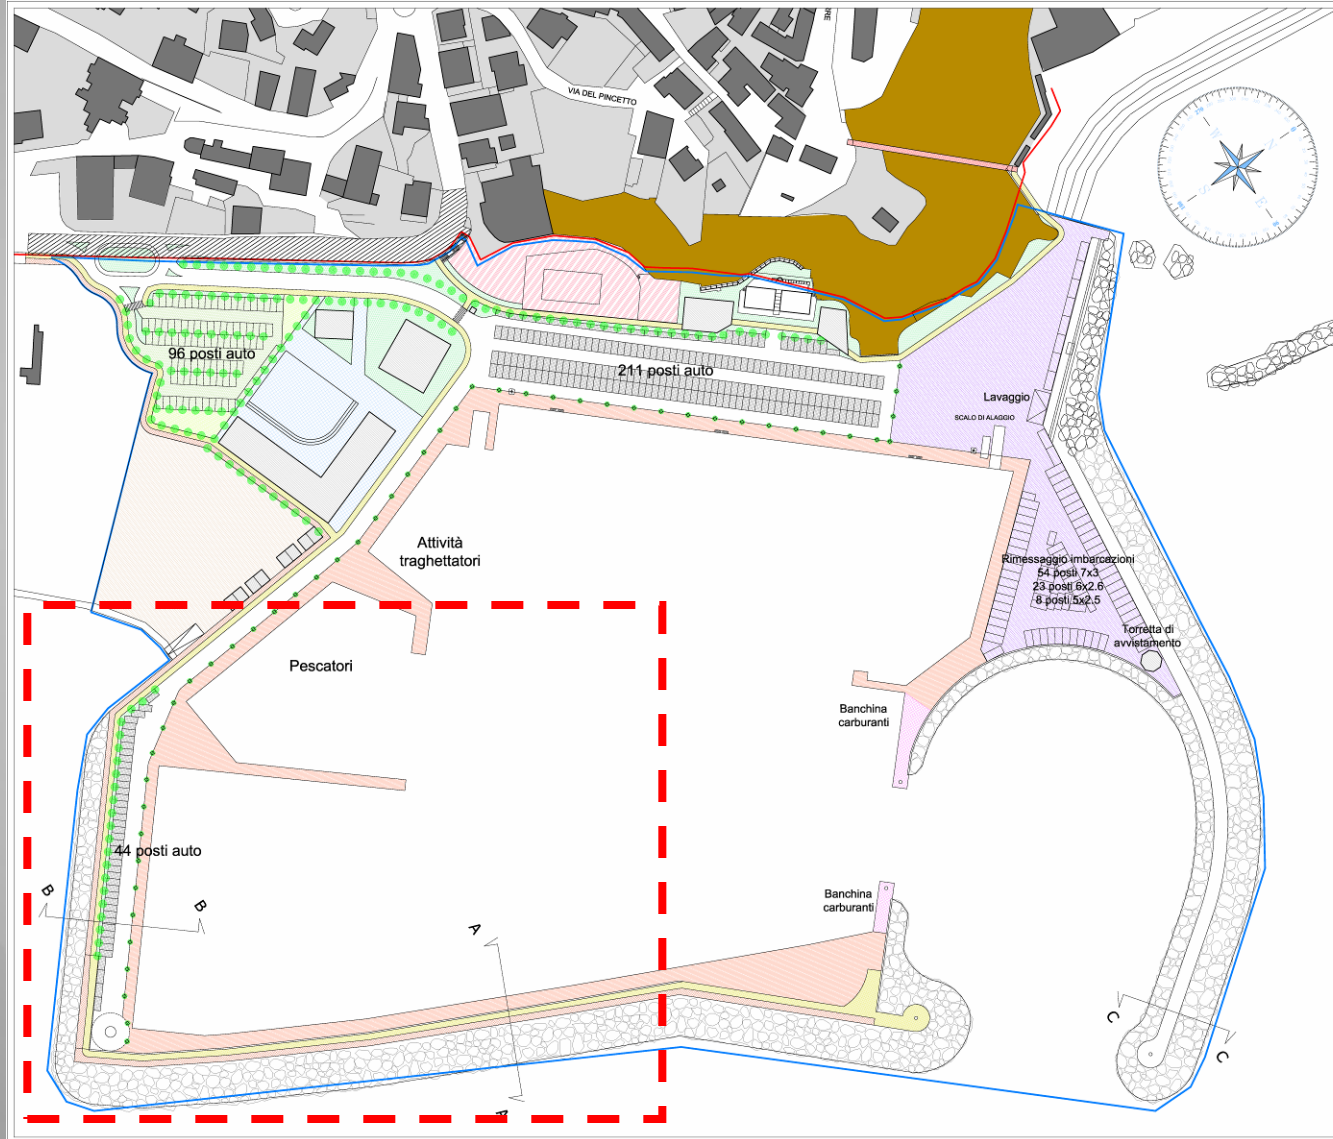 VIA DEL PINCETTO
N
W
S
E
96 posti auto
211 posti auto
Lavaggio
SCALO DI ALAGGIO
Attività
traghettatori
Rimessaggio imbarcazioni
54 posti 7x3
23 posti 6x2.6
8 posti 5x2.5
Torretta di
avvistamento
Pescatori
Banchina
carburanti
44 posti auto
B
B
A
Banchina
carburanti
C
C
A